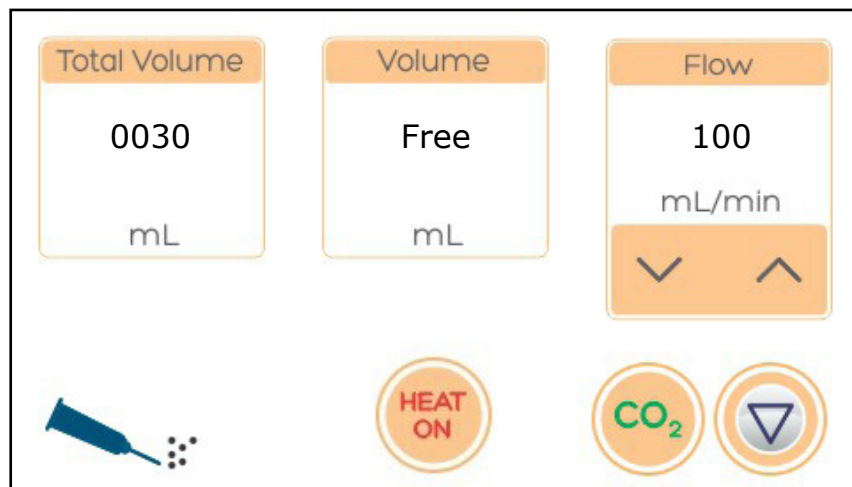 Total Volume
0030
mL
Volume
Free
mL
Flow
100
mL/min
HEAT
ON
CO₂